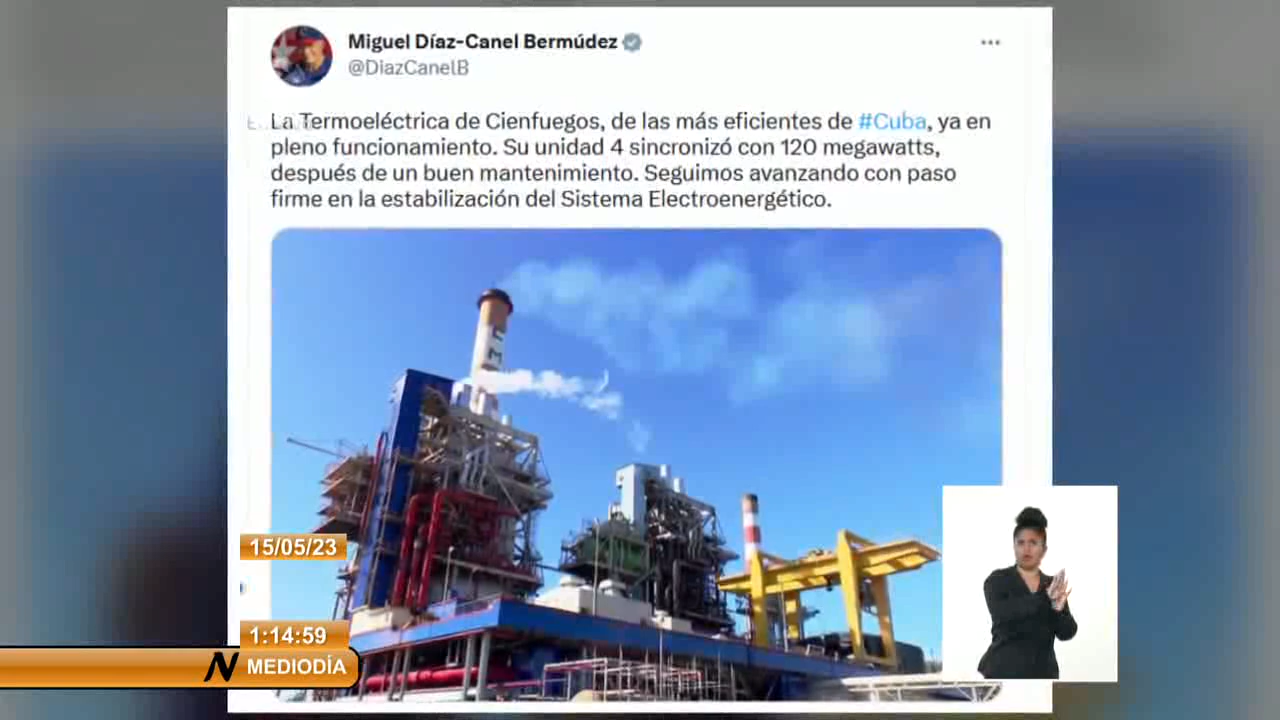 Miguel Díaz-Canel Bermúdez
@DiazCanelB
La Termoeléctrica de Cienfuegos, de las más eficientes de #Cuba, ya en
pleno funcionamiento. Su unidad 4 sincronizó con 120 megawatts,
después de un buen mantenimiento. Seguimos avanzando con paso
firme en la estabilización del Sistema Electroenergético.
15/05/23
1:14:59
N MEDIODÍA